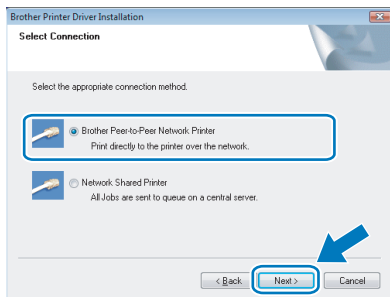 Brother Printer Driver Installation
Select Connection
Select the appropriate connection method.
Brother Peer-to-Peer Network Printer
Print directly to the printer over the network.
Network Shared Printer
All Jobs are sent to queue on a central server.
< Back
Next >
Cancel